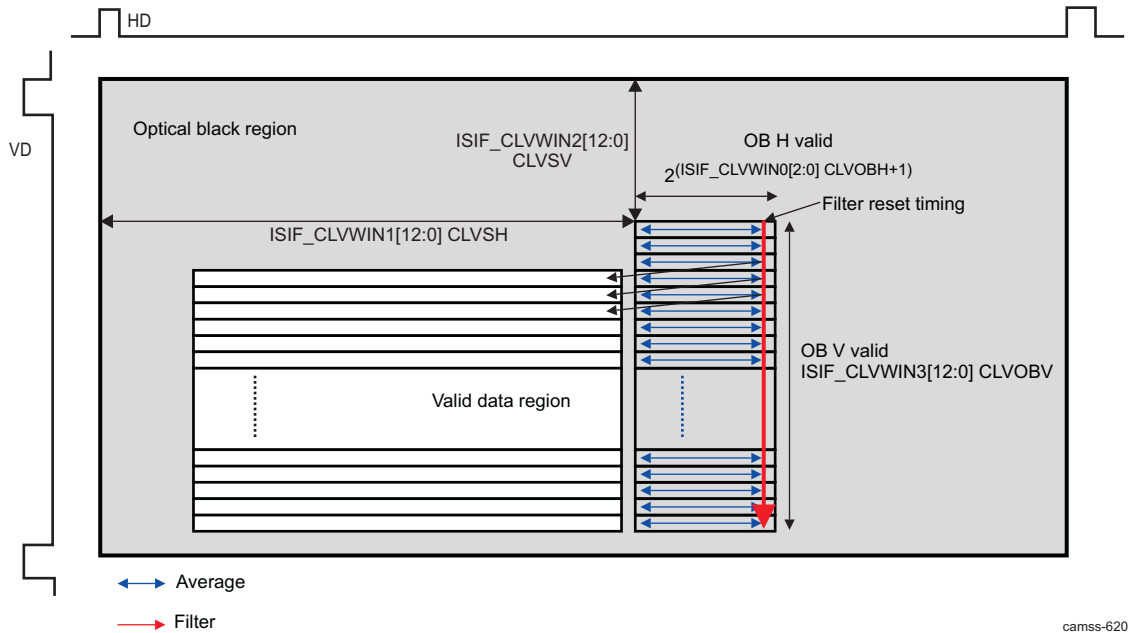 HD
VD
Optical black region
ISIF_CLVWIN2[12:0]
CLVSV
OB H valid
2(ISIF_CLVWIN0[2:0] CLVOBH+1)
Filter reset timing
ISIF_CLVWIN1[12:0] CLVSH
OB V valid
ISIF_CLVWIN3[12:0] CLVOBV
Valid data region
Average
Filter
camss-620